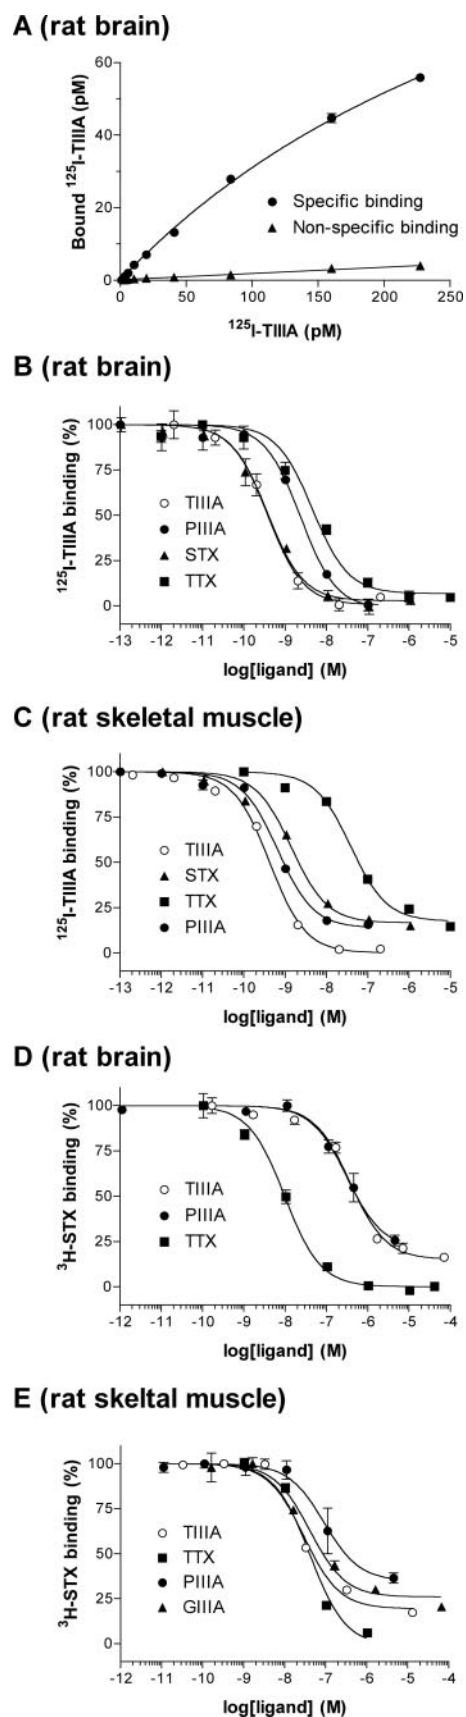 A (rat brain)
Bound ¹²⁵I-TIIIA (pM)
60
40
20
0
Specific binding
Non-specific binding
0 50 100 150 200 250
¹²⁵I-TIIIA (pM)
B (rat brain)
¹²⁵I-TIIIA binding (%)
100
75
50
25
0
TIIIA
PIIIA
STX
TTX
-13 -12 -11 -10 -9 -8 -7 -6 -5
log[ligand] (M)
C (rat skeletal muscle)
¹²⁵I-TIIIA binding (%)
100
75
50
25
0
TIIIA
STX
TTX
PIIIA
-13 -12 -11 -10 -9 -8 -7 -6 -5
log[ligand] (M)
D (rat brain)
³H-STX binding (%)
100
75
50
25
0
TIIIA
PIIIA
TTX
-12 -11 -10 -9 -8 -7 -6 -5 -4
log[ligand] (M)
E (rat skeltal muscle)
³H-STX binding (%)
100
75
50
25
0
TIIIA
TTX
PIIIA
GIIIA
-12 -11 -10 -9 -8 -7 -6 -5 -4
log[ligand] (M)